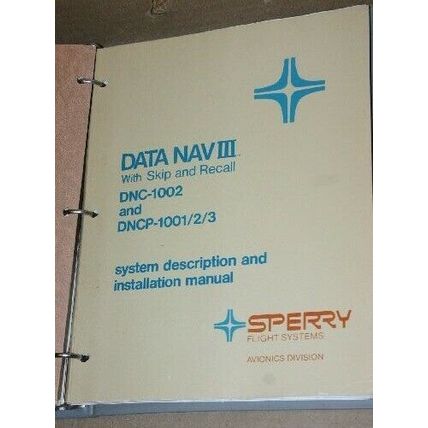 DATA NAV III™
With Skip and Recall
DNC-1002
and
DNCP-1001/2/3
system description and
installation manual
SPERRY
FLIGHT SYSTEMS
AVIONICS DIVISION